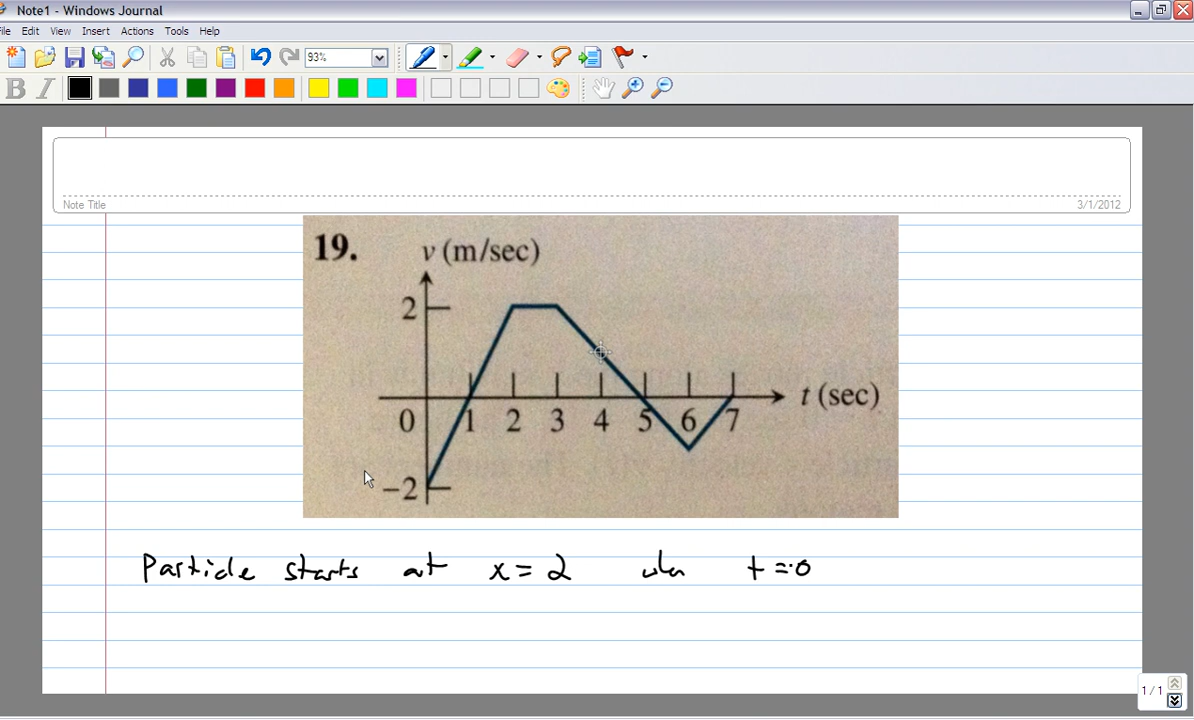 Note1 - Windows Journal
File Edit View Insert Actions Tools Help
93%
B I
Note Title
3/1/2012
19. v (m/sec)
2
t (sec)
0 1 2 3 4 5 6 7
−2
Particle starts at x = 2 when t = 0
1 / 1